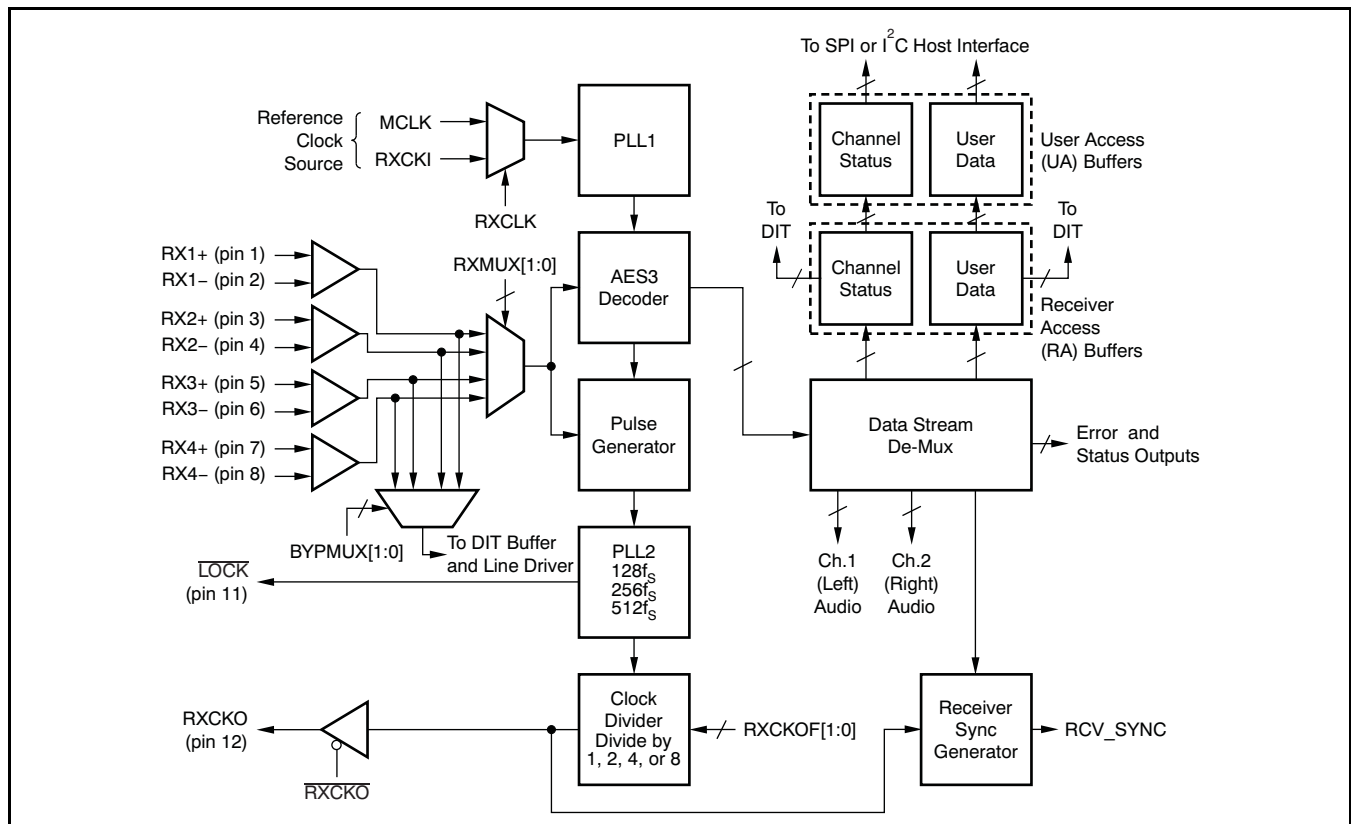 To SPI or I2C Host Interface
Reference
Clock
Source
MCLK
RXCKI
RXCLK
PLL1
Channel
Status
User
Data
User Access
(UA) Buffers
To
DIT
Channel
Status
User
Data
To
DIT
Receiver
Access
(RA) Buffers
RX1+ (pin 1)
RX1− (pin 2)
RX2+ (pin 3)
RX2− (pin 4)
RX3+ (pin 5)
RX3− (pin 6)
RX4+ (pin 7)
RX4− (pin 8)
RXMUX[1:0]
AES3
Decoder
Pulse
Generator
Data Stream
De-Mux
Error and
Status Outputs
BYPMUX[1:0]
To DIT Buffer
and Line Driver
LOCK
(pin 11)
PLL2
128fS
256fS
512fS
Ch.1
(Left)
Audio
Ch.2
(Right)
Audio
RXCKO
(pin 12)
RXCKO
Clock
Divider
Divide by
1, 2, 4, or 8
RXCKOF[1:0]
Receiver
Sync
Generator
RCV_SYNC